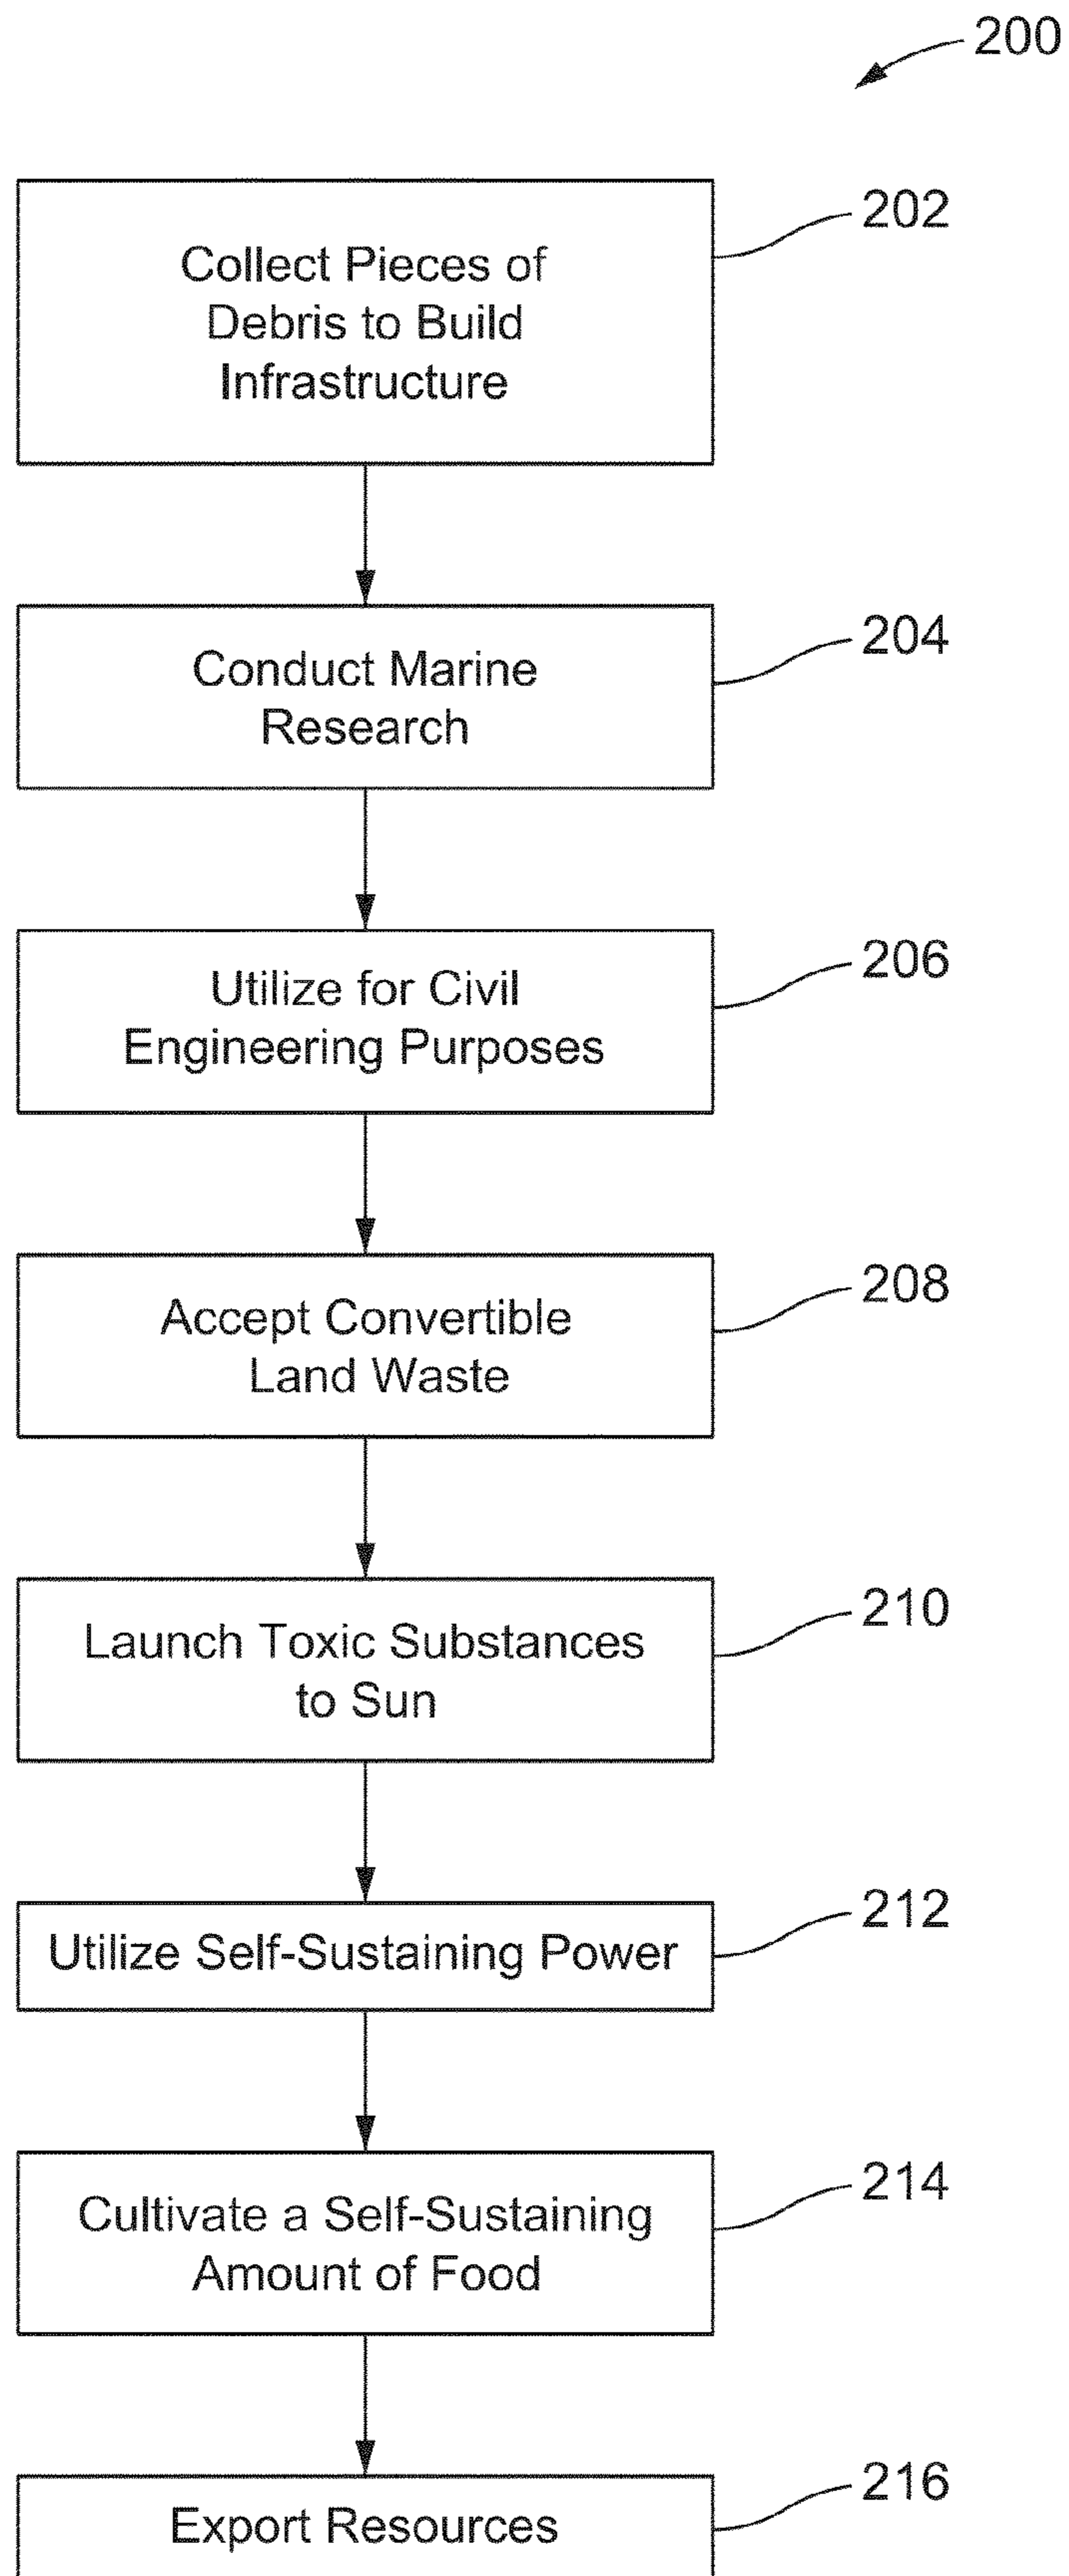 200
Collect Pieces of
Debris to Build
Infrastructure
202
Conduct Marine
Research
204
Utilize for Civil
Engineering Purposes
206
Accept Convertible
Land Waste
208
Launch Toxic Substances
to Sun
210
Utilize Self-Sustaining Power
212
Cultivate a Self-Sustaining
Amount of Food
214
Export Resources
216